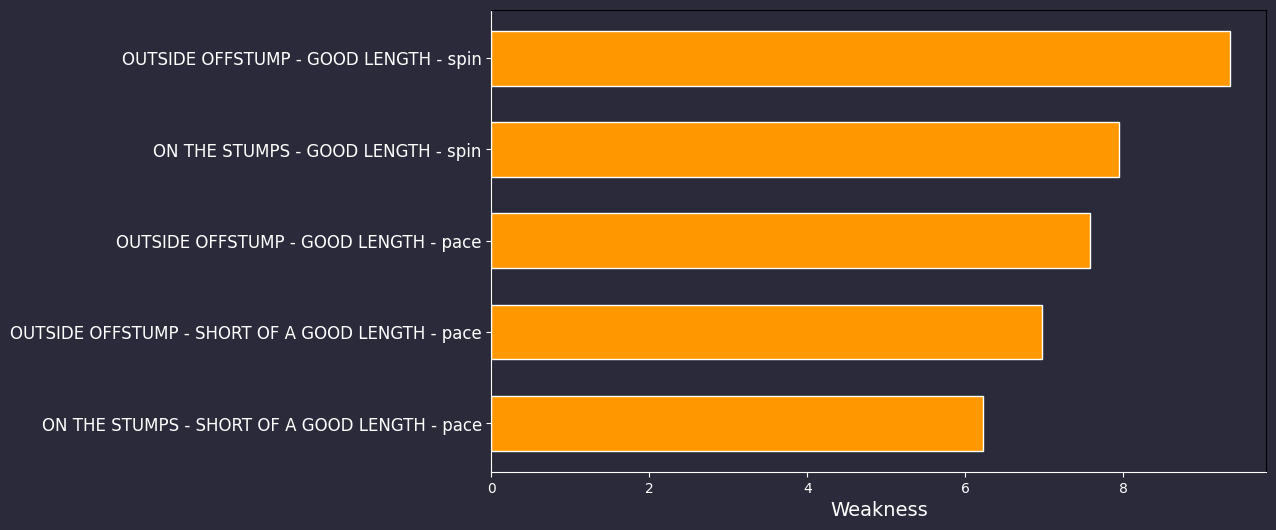 OUTSIDE OFFSTUMP - GOOD LENGTH - spin
ON THE STUMPS - GOOD LENGTH - spin
OUTSIDE OFFSTUMP - GOOD LENGTH - pace
OUTSIDE OFFSTUMP - SHORT OF A GOOD LENGTH - pace
ON THE STUMPS - SHORT OF A GOOD LENGTH - pace
0 2 4 6 8
Weakness